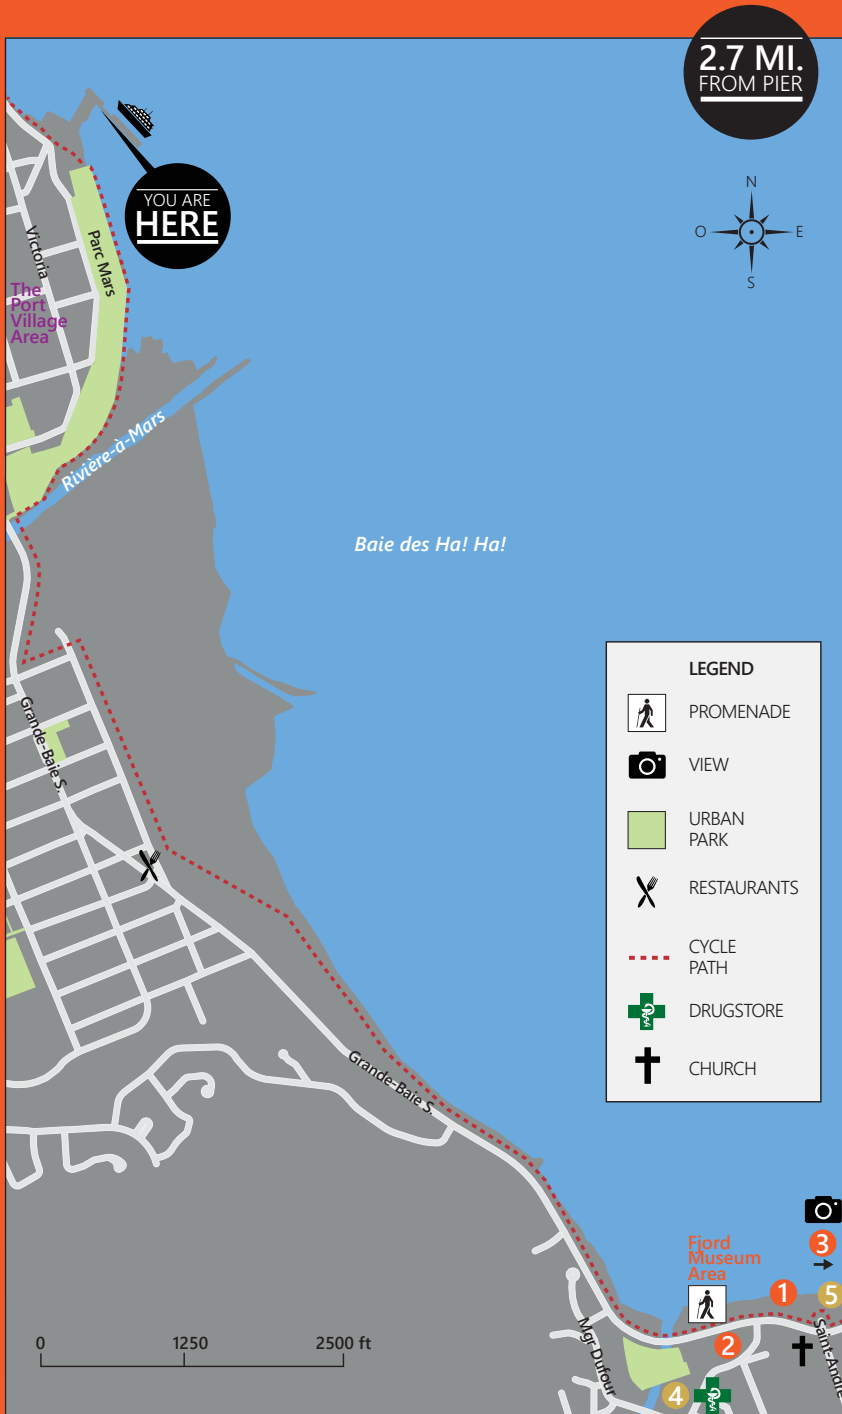 2.7 MI.
FROM PIER
YOU ARE
HERE
N
O
E
S
Victoria
Parc Mars
The
Port
Village
Area
Rivière-à-Mars
Baie des Ha! Ha!
LEGEND
PROMENADE
VIEW
URBAN
PARK
RESTAURANTS
CYCLE
PATH
DRUGSTORE
CHURCH
Grande-Baie S.
Grande-Baie S.
Fjord
Museum
Area
3
1
5
2
4
Mgr Dufour
Saint-André
0 1250 2500 ft